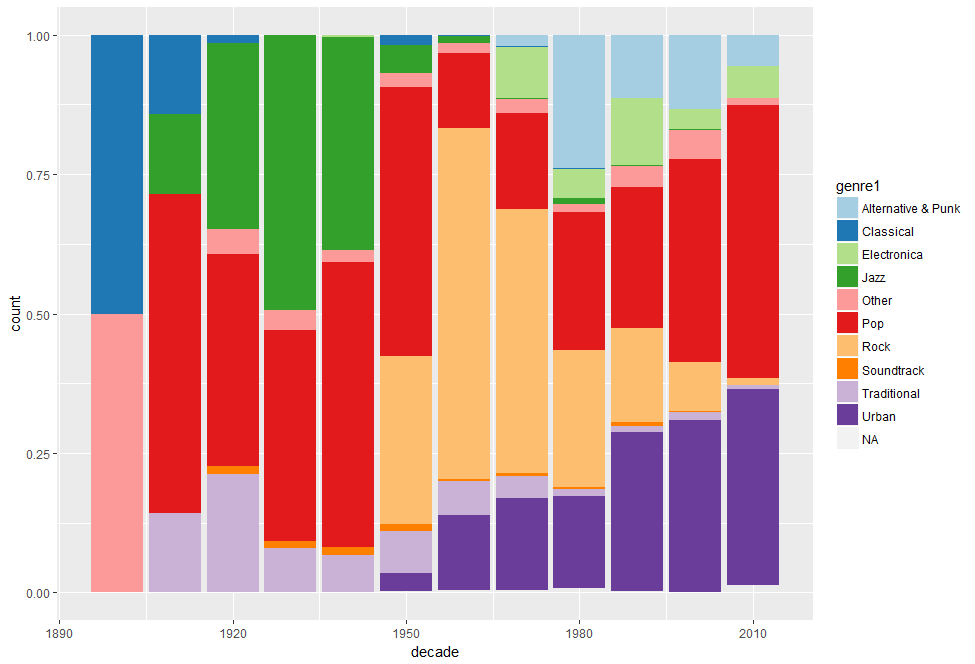 1.00
0.75
0.50
0.25
0.00
count
1890
1920
1950
1980
2010
decade
genre1
Alternative & Punk
Classical
Electronica
Jazz
Other
Pop
Rock
Soundtrack
Traditional
Urban
NA